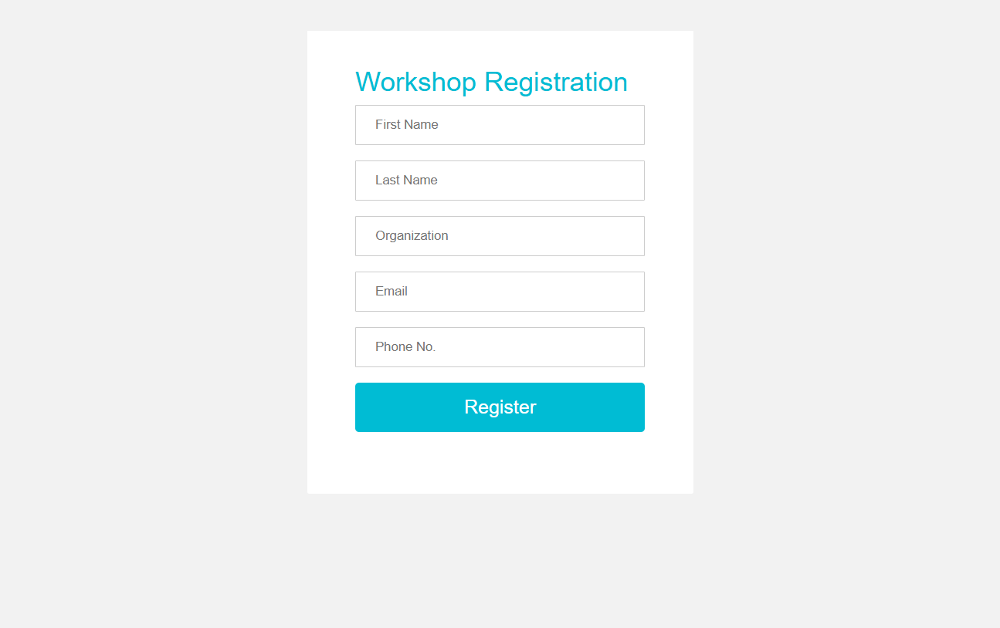 Workshop Registration
First Name
Last Name
Organization
Email
Phone No.
Register